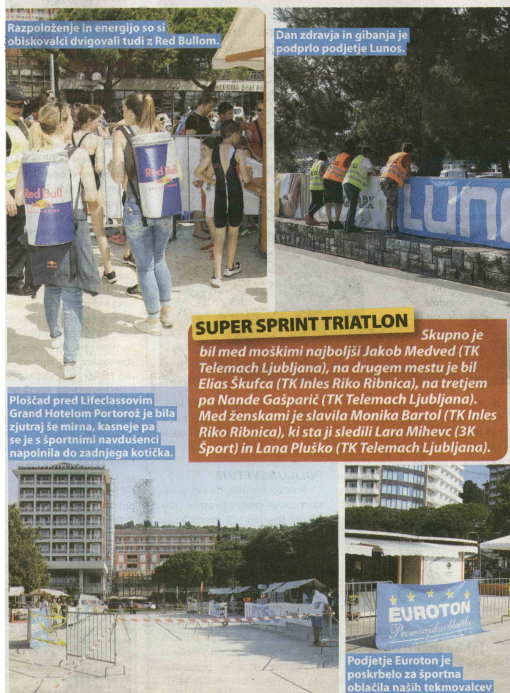 Razpoloženje in energijo so si
obiskovalci dvigovali tudi z Red Bullom.
Dan zdravja in gibanja je
podprlo podjetje Lunos.
Red Bull
Red Bull
LUNO
SUPER SPRINT TRIATLON
Skupno je
bil med moškimi najboljši Jakob Medved (TK
Telemach Ljubljana), na drugem mestu je bil
Elias Škufca (TK Inles Riko Ribnica), na tretjem
pa Nande Gašparič (TK Telemach Ljubljana).
Med ženskami je slavila Monika Bartol (TK Inles
Riko Ribnica), ki sta ji sledili Lara Mihevc (3K
Šport) in Lana Pluško (TK Telemach Ljubljana).
Ploščad pred Lifeclassovim
Grand Hotelom Portorož je bila
zjutraj še mirna, kasneje pa
se je s športnimi navdušenci
napolnila do zadnjega kotička.
EUROTON
Promocijska oblačila
Podjetje Euroton je
poskrbelo za športna
oblačila naših tekmovalcev